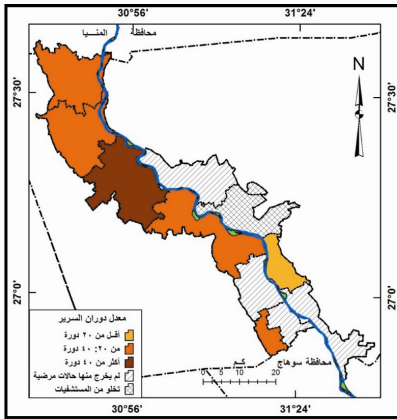 30°56' 31°24'
محافظة المنيا
N
27°30' 27°30'
27°0' 27°0'
معدل دوران السرير
أقل من ٢٠ دورة
من ٢٠: ٤٠ دورة
أكثر من ٤٠ دورة
لم يخرج منها حالات مرضية
تخلو من المستشفيات
محافظة سوهاج
كم
0 10 20
30°56' 31°24'